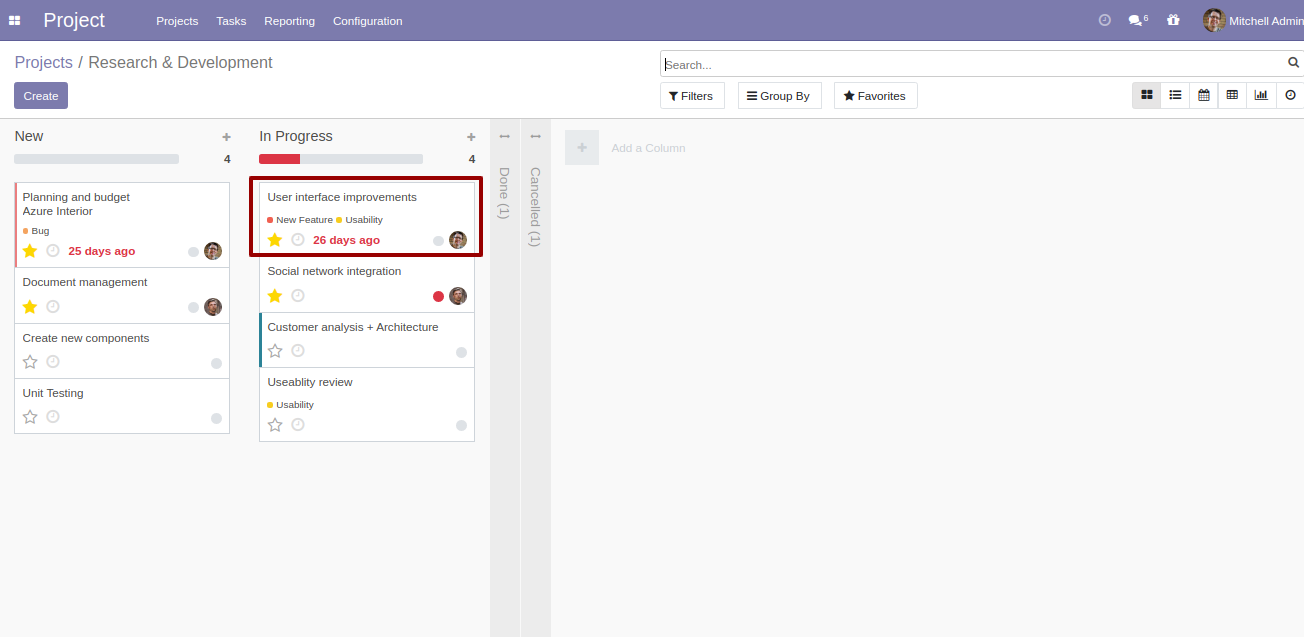 Project
Projects Tasks Reporting Configuration
6
Mitchell Admin
Projects / Research & Development
Search...
Create
Filters
Group By
Favorites
New +
4
Planning and budget
Azure Interior
Bug
25 days ago
Document management
Create new components
Unit Testing
In Progress +
4
User interface improvements
New Feature Usability
26 days ago
Social network integration
Customer analysis + Architecture
Useablity review
Usability
Done (1)
Cancelled (1)
+ Add a Column